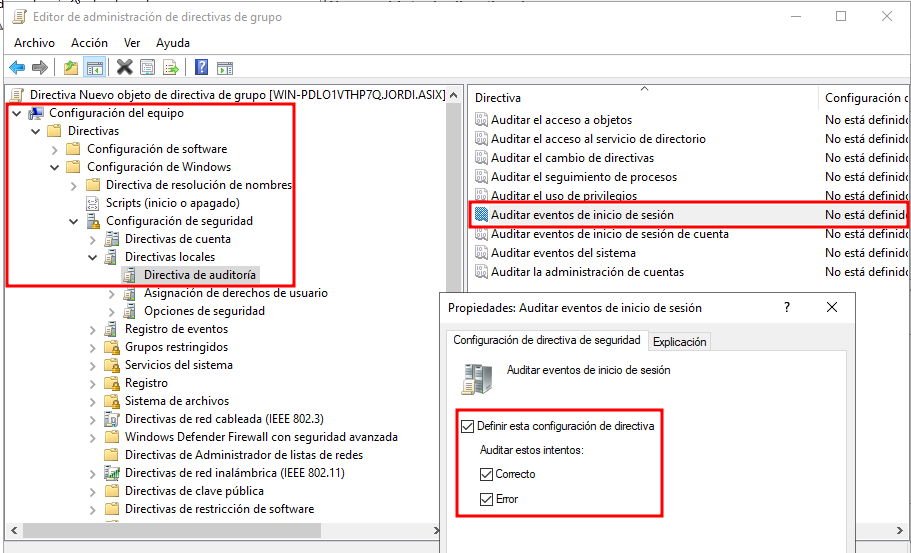 Editor de administración de directivas de grupo
Archivo Acción Ver Ayuda
Directiva Nuevo objeto de directiva de grupo [WIN-PDLO1VTHP7Q.JORDI.ASIX]
Configuración del equipo
Directivas
Configuración de software
Configuración de Windows
Directiva de resolución de nombres
Scripts (inicio o apagado)
Configuración de seguridad
Directivas de cuenta
Directivas locales
Directiva de auditoría
Asignación de derechos de usuario
Opciones de seguridad
Registro de eventos
Grupos restringidos
Servicios del sistema
Registro
Sistema de archivos
Directivas de red cableada (IEEE 802.3)
Windows Defender Firewall con seguridad avanzada
Directivas de Administrador de listas de redes
Directivas de red inalámbrica (IEEE 802.11)
Directivas de clave pública
Directivas de restricción de software
Directiva Configuración d
Auditar el acceso a objetos No está definido
Auditar el acceso al servicio de directorio No está definido
Auditar el cambio de directivas No está definido
Auditar el seguimiento de procesos No está definido
Auditar el uso de privilegios No está definido
Auditar eventos de inicio de sesión No está definido
Auditar eventos de inicio de sesión de cuenta No está definido
Auditar eventos del sistema No está definido
Auditar la administración de cuentas No está definido
Propiedades: Auditar eventos de inicio de sesión ?
Configuración de directiva de seguridad Explicación
Auditar eventos de inicio de sesión
Definir esta configuración de directiva
Auditar estos intentos:
Correcto
Error